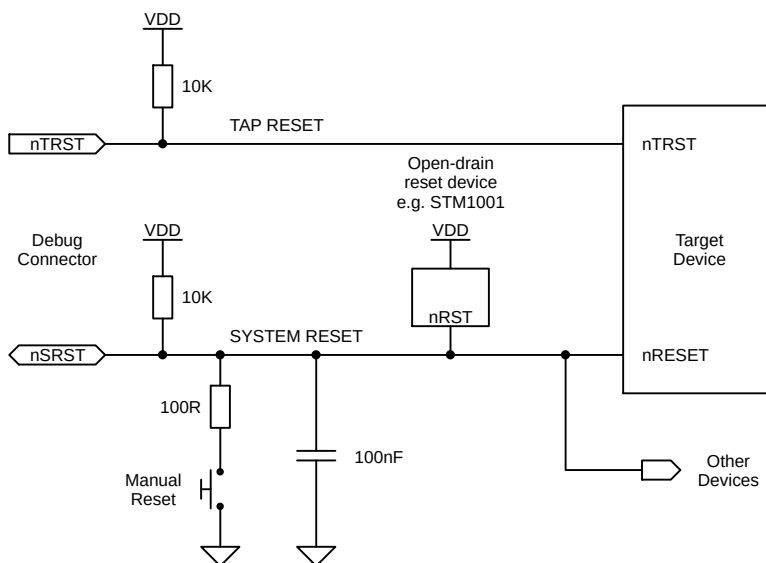 VDD
10K
nTRST
TAP RESET
nTRST
Open-drain
reset device
e.g. STM1001
VDD
VDD
Debug
Connector
Target
Device
10K
nRST
nSRST
SYSTEM RESET
nRESET
100R
100nF
Manual
Reset
Other
Devices